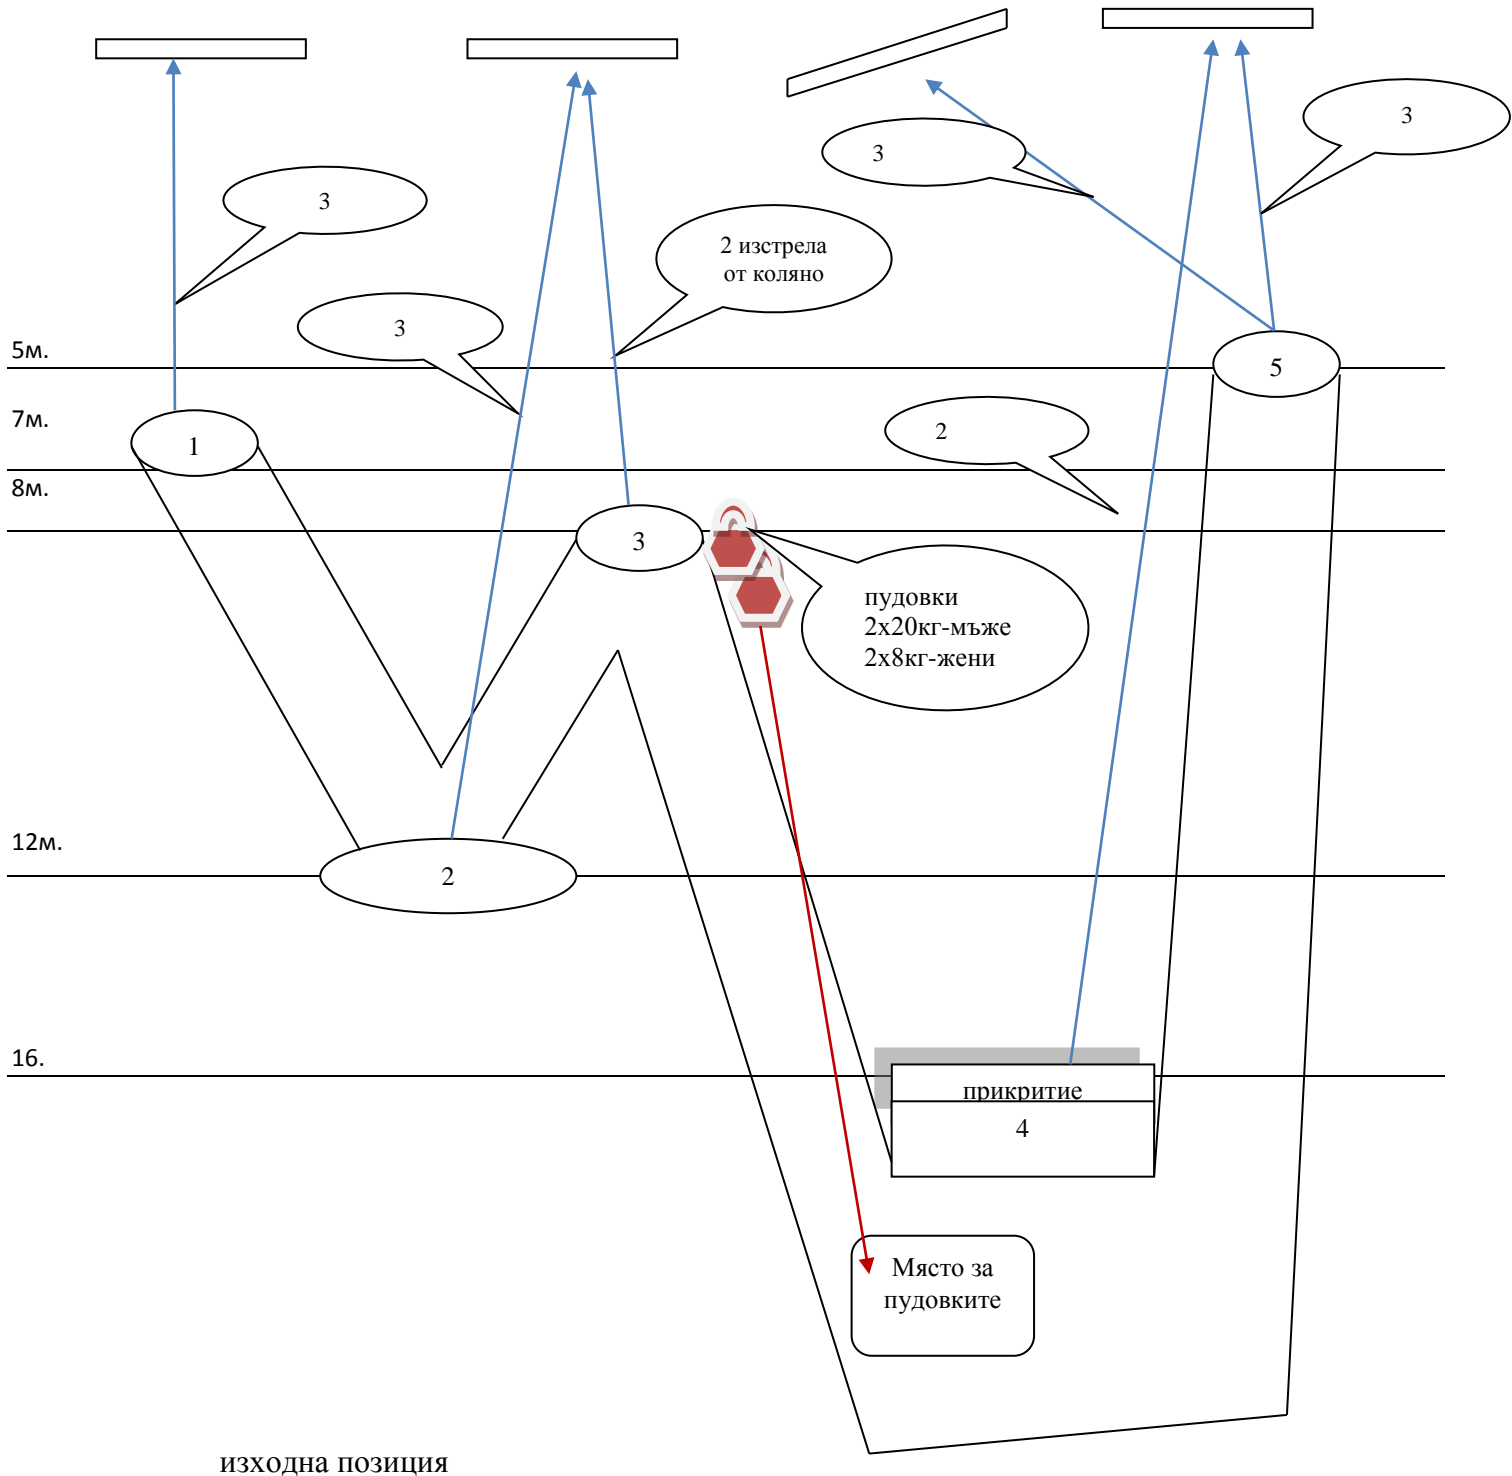 3
3
3
2 изстрела
от коляно
3
5м.
5
7м.
2
1
8м.
3
пудовки
2х20кг-мъже
2х8кг-жени
12м.
2
16.
прикритие
4
Място за
пудовките
изходна позиция